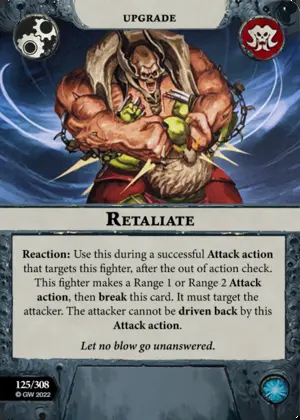 UPGRADE
RETALIATE
Reaction: Use this during a successful Attack action
that targets this fighter, after the out of action check.
This fighter makes a Range 1 or Range 2 Attack
action, then break this card. It must target the
attacker. The attacker cannot be driven back by this
Attack action.
Let no blow go unanswered.
125/308
© GW 2022